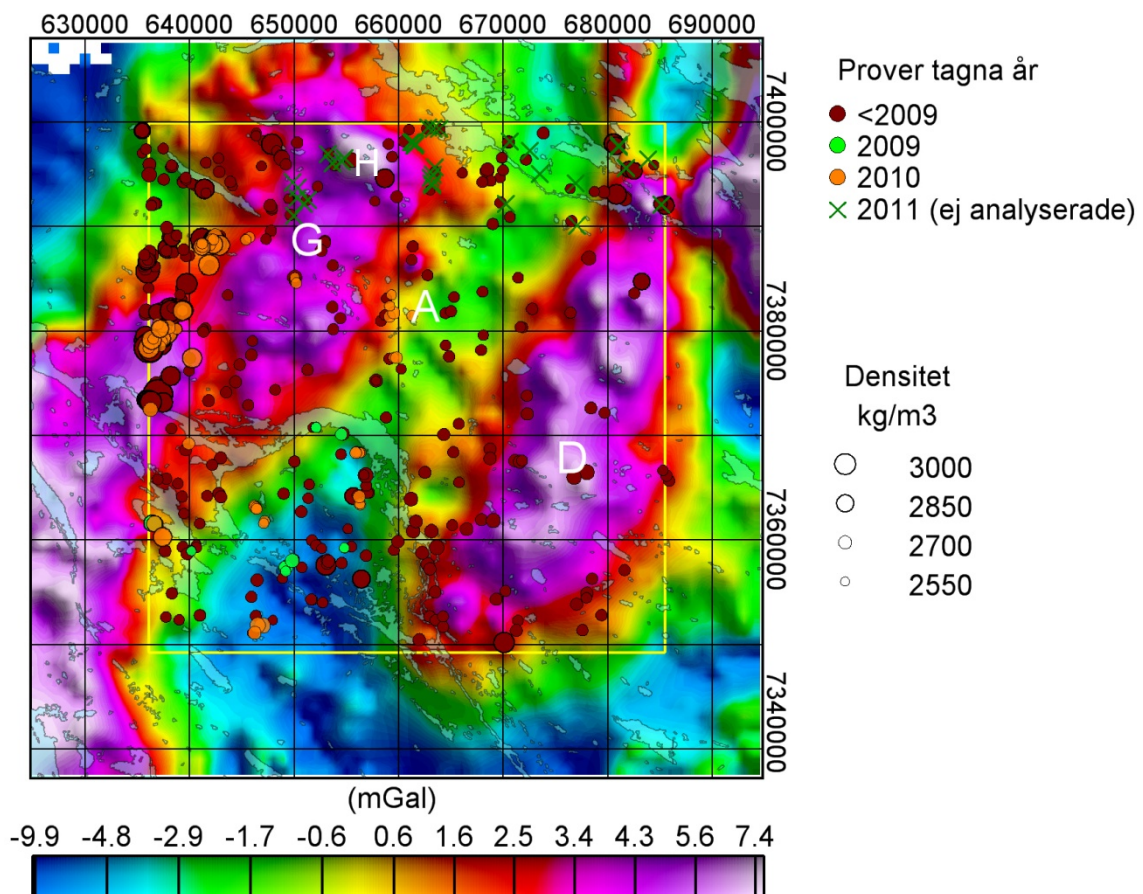 630000 640000 650000 660000 670000 680000 690000
7400000
7380000
7360000
7340000
H
G
A
D
Prover tagna år
<2009
2009
2010
2011 (ej analyserade)
Densitet
kg/m3
3000
2850
2700
2550
(mGal)
-9.9 -4.8 -2.9 -1.7 -0.6 0.6 1.6 2.5 3.4 4.3 5.6 7.4